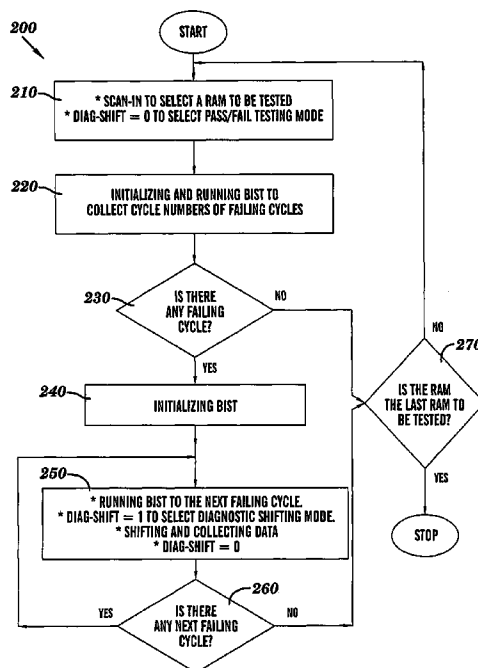 200
START
210
* SCAN-IN TO SELECT A RAM TO BE TESTED
* DIAG-SHIFT = 0 TO SELECT PASS/FAIL TESTING MODE
220
INITIALIZING AND RUNNING BIST TO
COLLECT CYCLE NUMBERS OF FAILING CYCLES
230
IS THERE
ANY FAILING
CYCLE?
NO
YES
240
INITIALIZING BIST
250
* RUNNING BIST TO THE NEXT FAILING CYCLE.
* DIAG-SHIFT = 1 TO SELECT DIAGNOSTIC SHIFTING MODE.
* SHIFTING AND COLLECTING DATA
* DIAG-SHIFT = 0
260
YES
IS THERE
ANY NEXT FAILING
CYCLE?
NO
NO
270
IS THE RAM
THE LAST RAM TO
BE TESTED?
YES
STOP